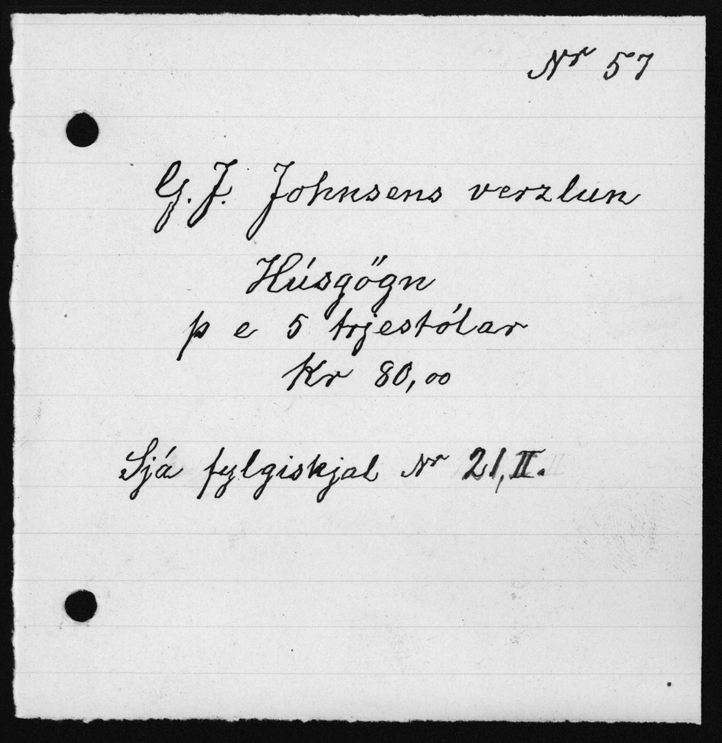 Nr 57
G. J. Johnsens verzlun
Húsgögn
þ e 5 trjestólar
Kr 80,00
Sjá fylgiskjal Nr 21, II.